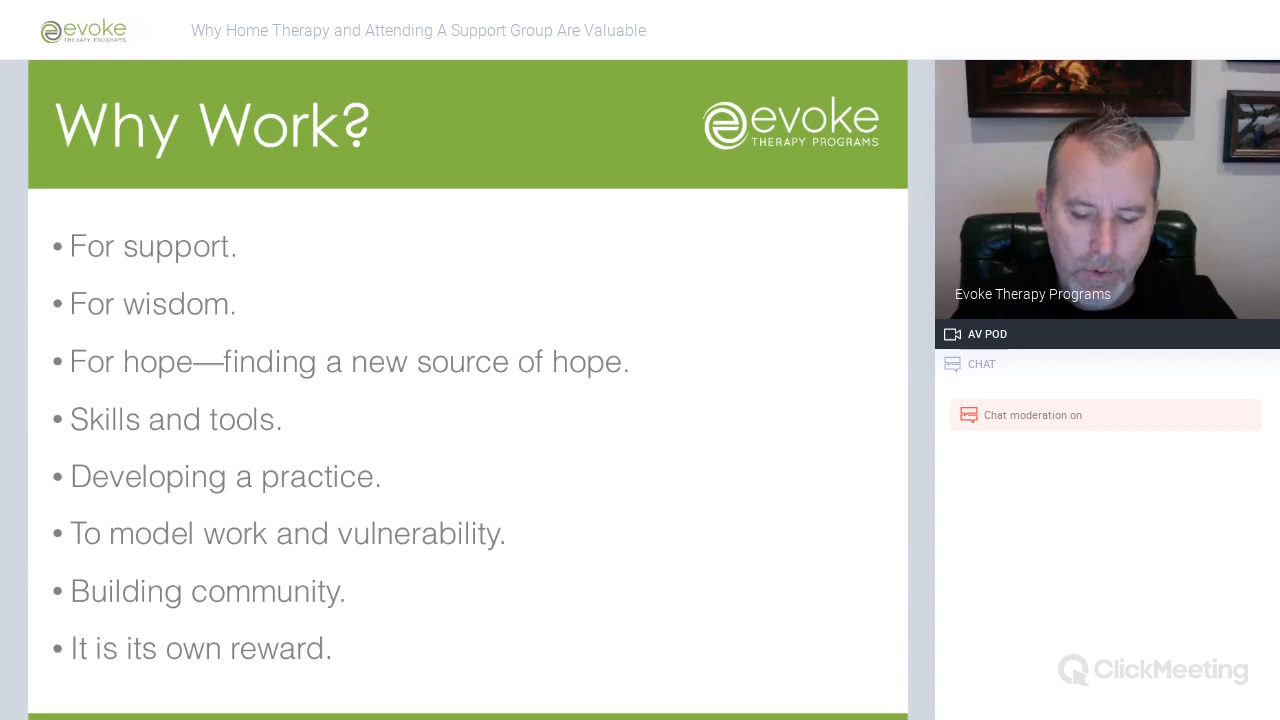 evoke
THERAPY PROGRAMS
Why Home Therapy and Attending A Support Group Are Valuable
Why Work?
evoke
THERAPY PROGRAMS
• For support.
• For wisdom.
• For hope—finding a new source of hope.
• Skills and tools.
• Developing a practice.
• To model work and vulnerability.
• Building community.
• It is its own reward.
Evoke Therapy Programs
AV POD
CHAT
Chat moderation on
ClickMeeting